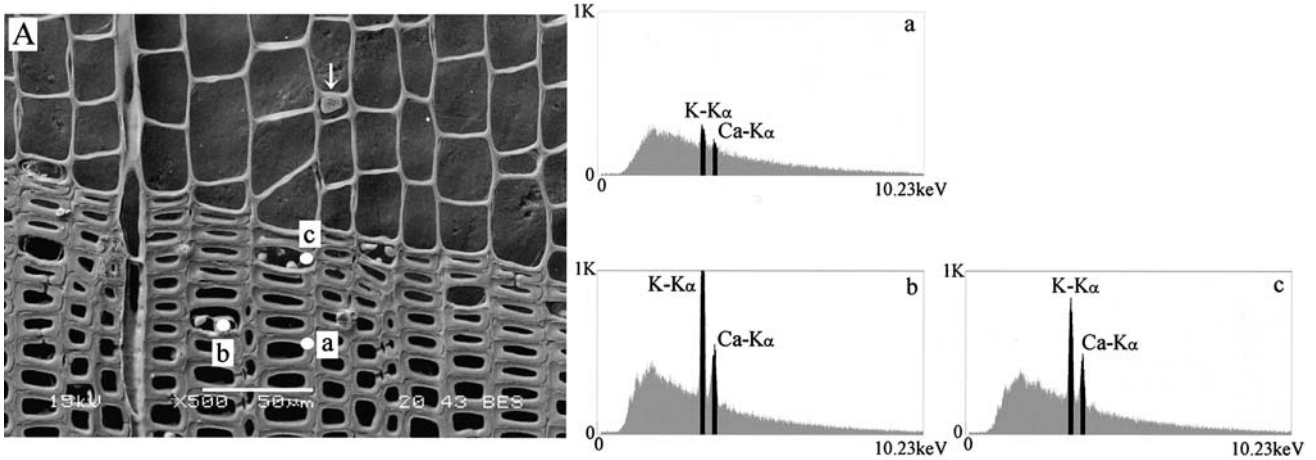 A
c
b
a
15kV X500 50μm 20 43 BES
1K
a
K-Kα
Ca-Kα
0
0
10.23keV
1K
b
K-Kα
Ca-Kα
0
0
10.23keV
1K
c
K-Kα
Ca-Kα
0
0
10.23keV